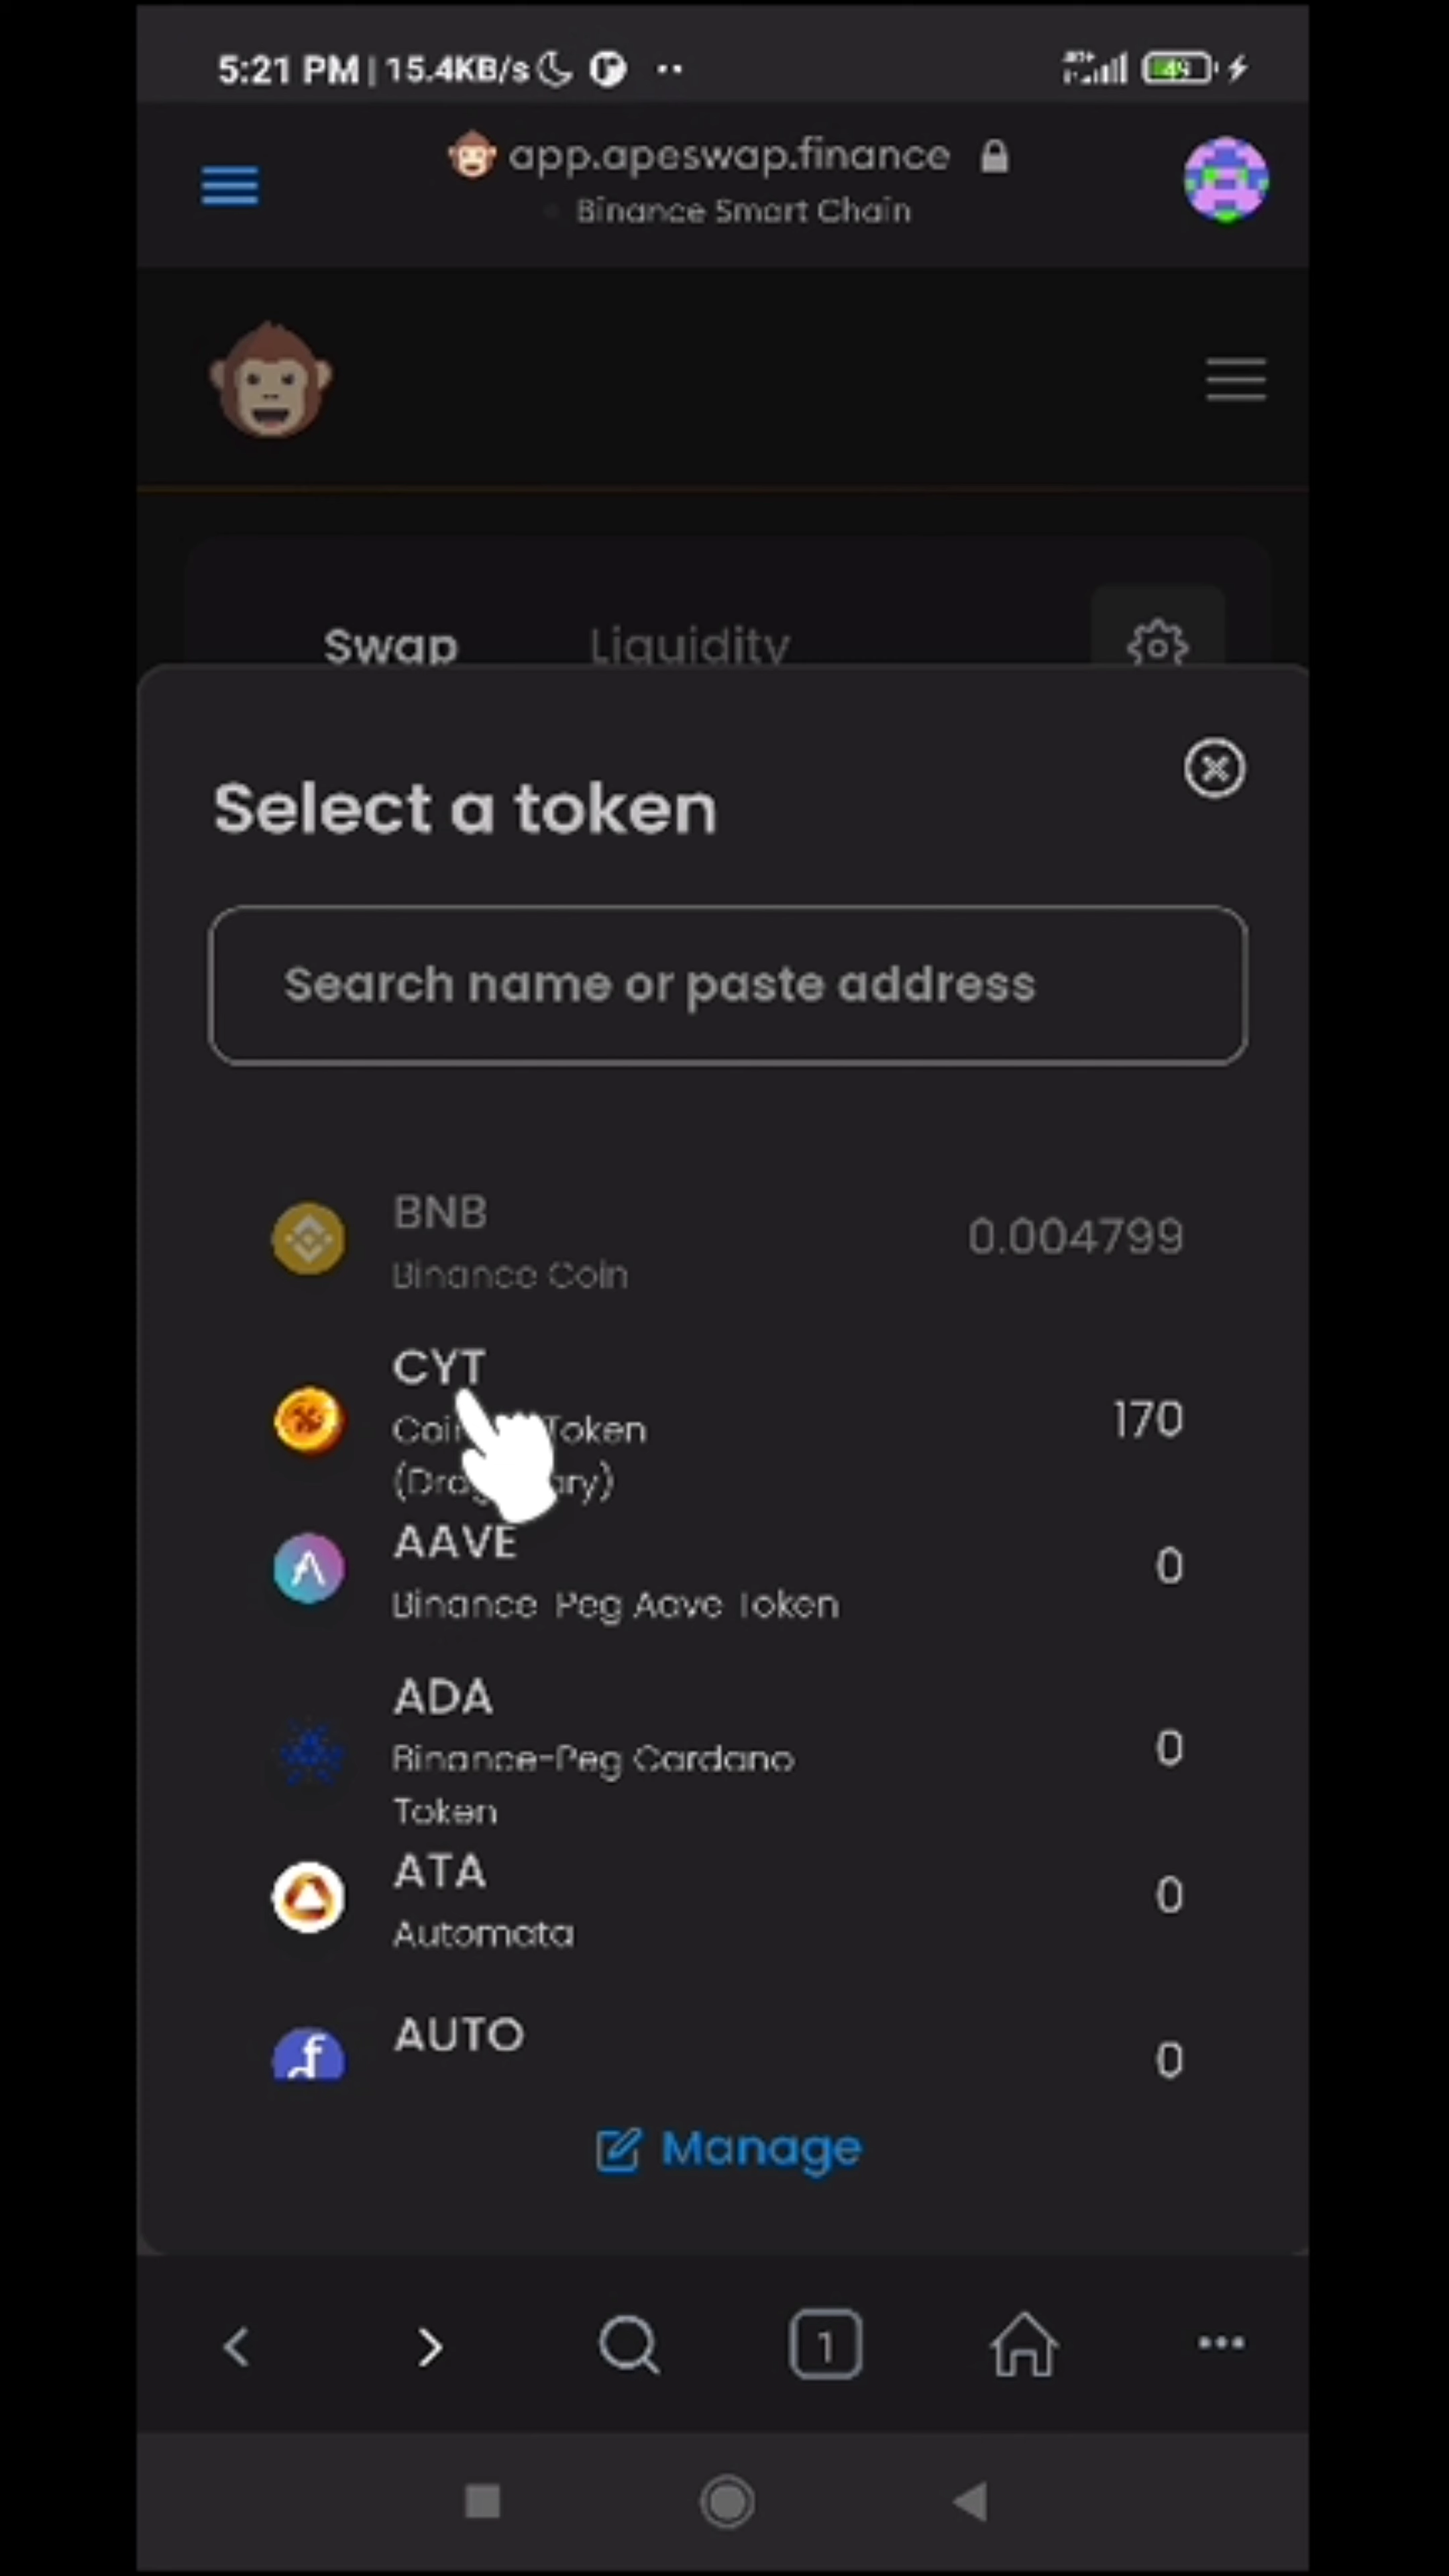 5:21 PM | 15.4KB/s
49
app.apeswap.finance
Binance Smart Chain
Swap Liquidity
Select a token
Search name or paste address
BNB
Binance Coin
0.004799
CYT
Token
170
AAVE
Binance-Peg Aave Token
0
ADA
Binance-Peg Cardano
Token
0
ATA
Automata
0
AUTO
0
Manage
1